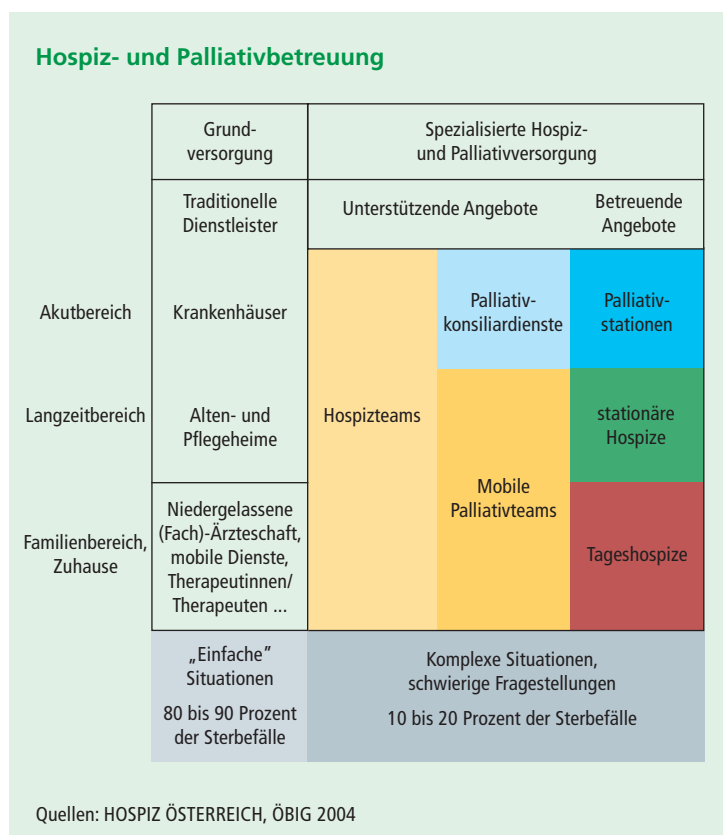 Hospiz- und Palliativbetreuung
Grund-
versorgung
Spezialisierte Hospiz-
und Palliativversorgung
Traditionelle
Dienstleister
Unterstützende Angebote
Betreuende
Angebote
Akutbereich
Krankenhäuser
Palliativ-
konsiliardienste
Palliativ-
stationen
Langzeitbereich
Alten- und
Pflegeheime
Hospizteams
stationäre
Hospize
Mobile
Palliativteams
Familienbereich,
Zuhause
Niedergelassene
(Fach)-Ärzteschaft,
mobile Dienste,
Therapeutinnen/
Therapeuten ...
Tageshospize
„Einfache”
Situationen
80 bis 90 Prozent
der Sterbefälle
Komplexe Situationen,
schwierige Fragestellungen
10 bis 20 Prozent der Sterbefälle
Quellen: HOSPIZ ÖSTERREICH, ÖBIG 2004